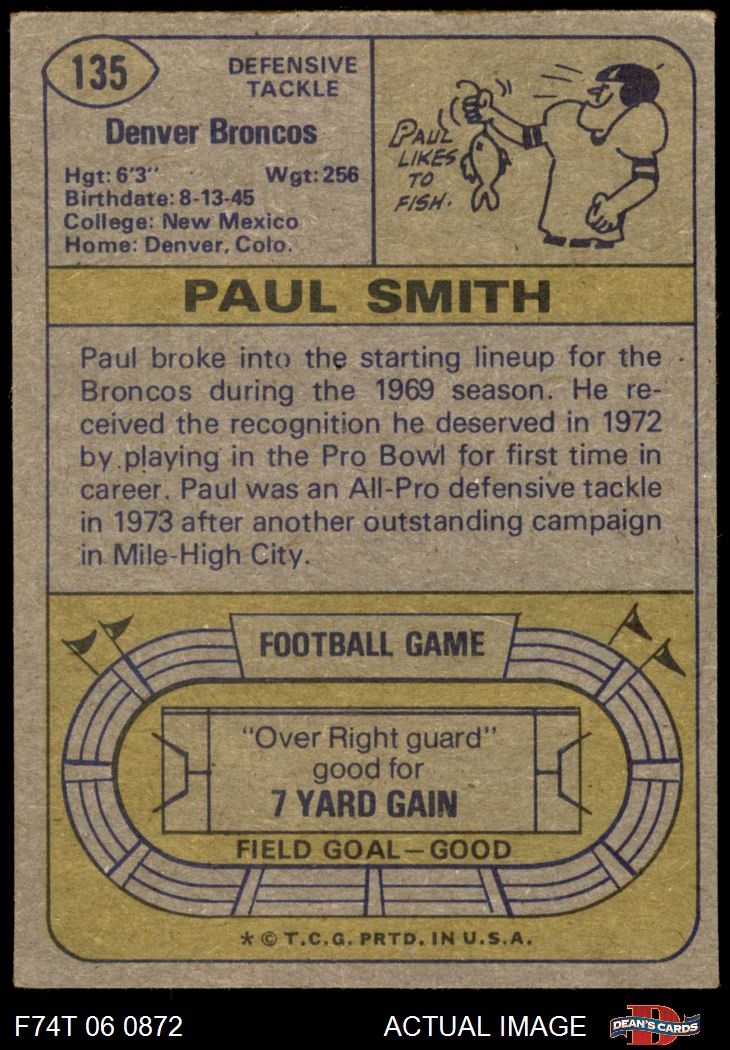 135
DEFENSIVE
TACKLE
Denver Broncos
Hgt: 6'3" Wgt: 256
Birthdate: 8-13-45
College: New Mexico
Home: Denver, Colo.
PAUL
LIKES
TO
FISH.
PAUL SMITH
Paul broke into the starting lineup for the
Broncos during the 1969 season. He re-
ceived the recognition he deserved in 1972
by playing in the Pro Bowl for first time in
career. Paul was an All-Pro defensive tackle
in 1973 after another outstanding campaign
in Mile-High City.
FOOTBALL GAME
"Over Right guard"
good for
7 YARD GAIN
FIELD GOAL — GOOD
* © T.C.G. PRTD. IN U.S.A.
F74T 06 0872 ACTUAL IMAGE
D
DEAN'S CARDS